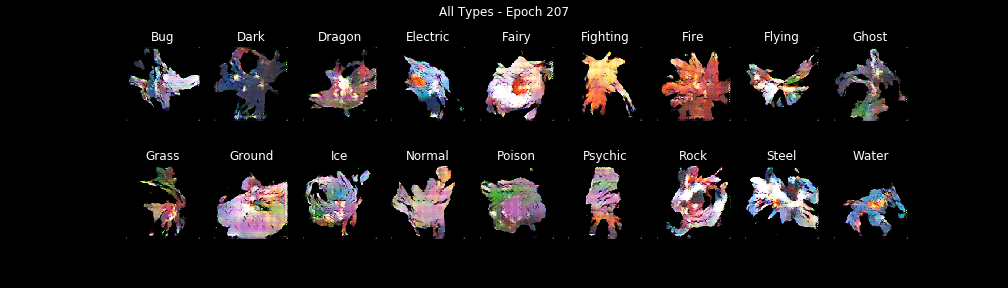 All Types - Epoch 207
Bug Dark Dragon Electric Fairy Fighting Fire Flying Ghost
Grass Ground Ice Normal Poison Psychic Rock Steel Water